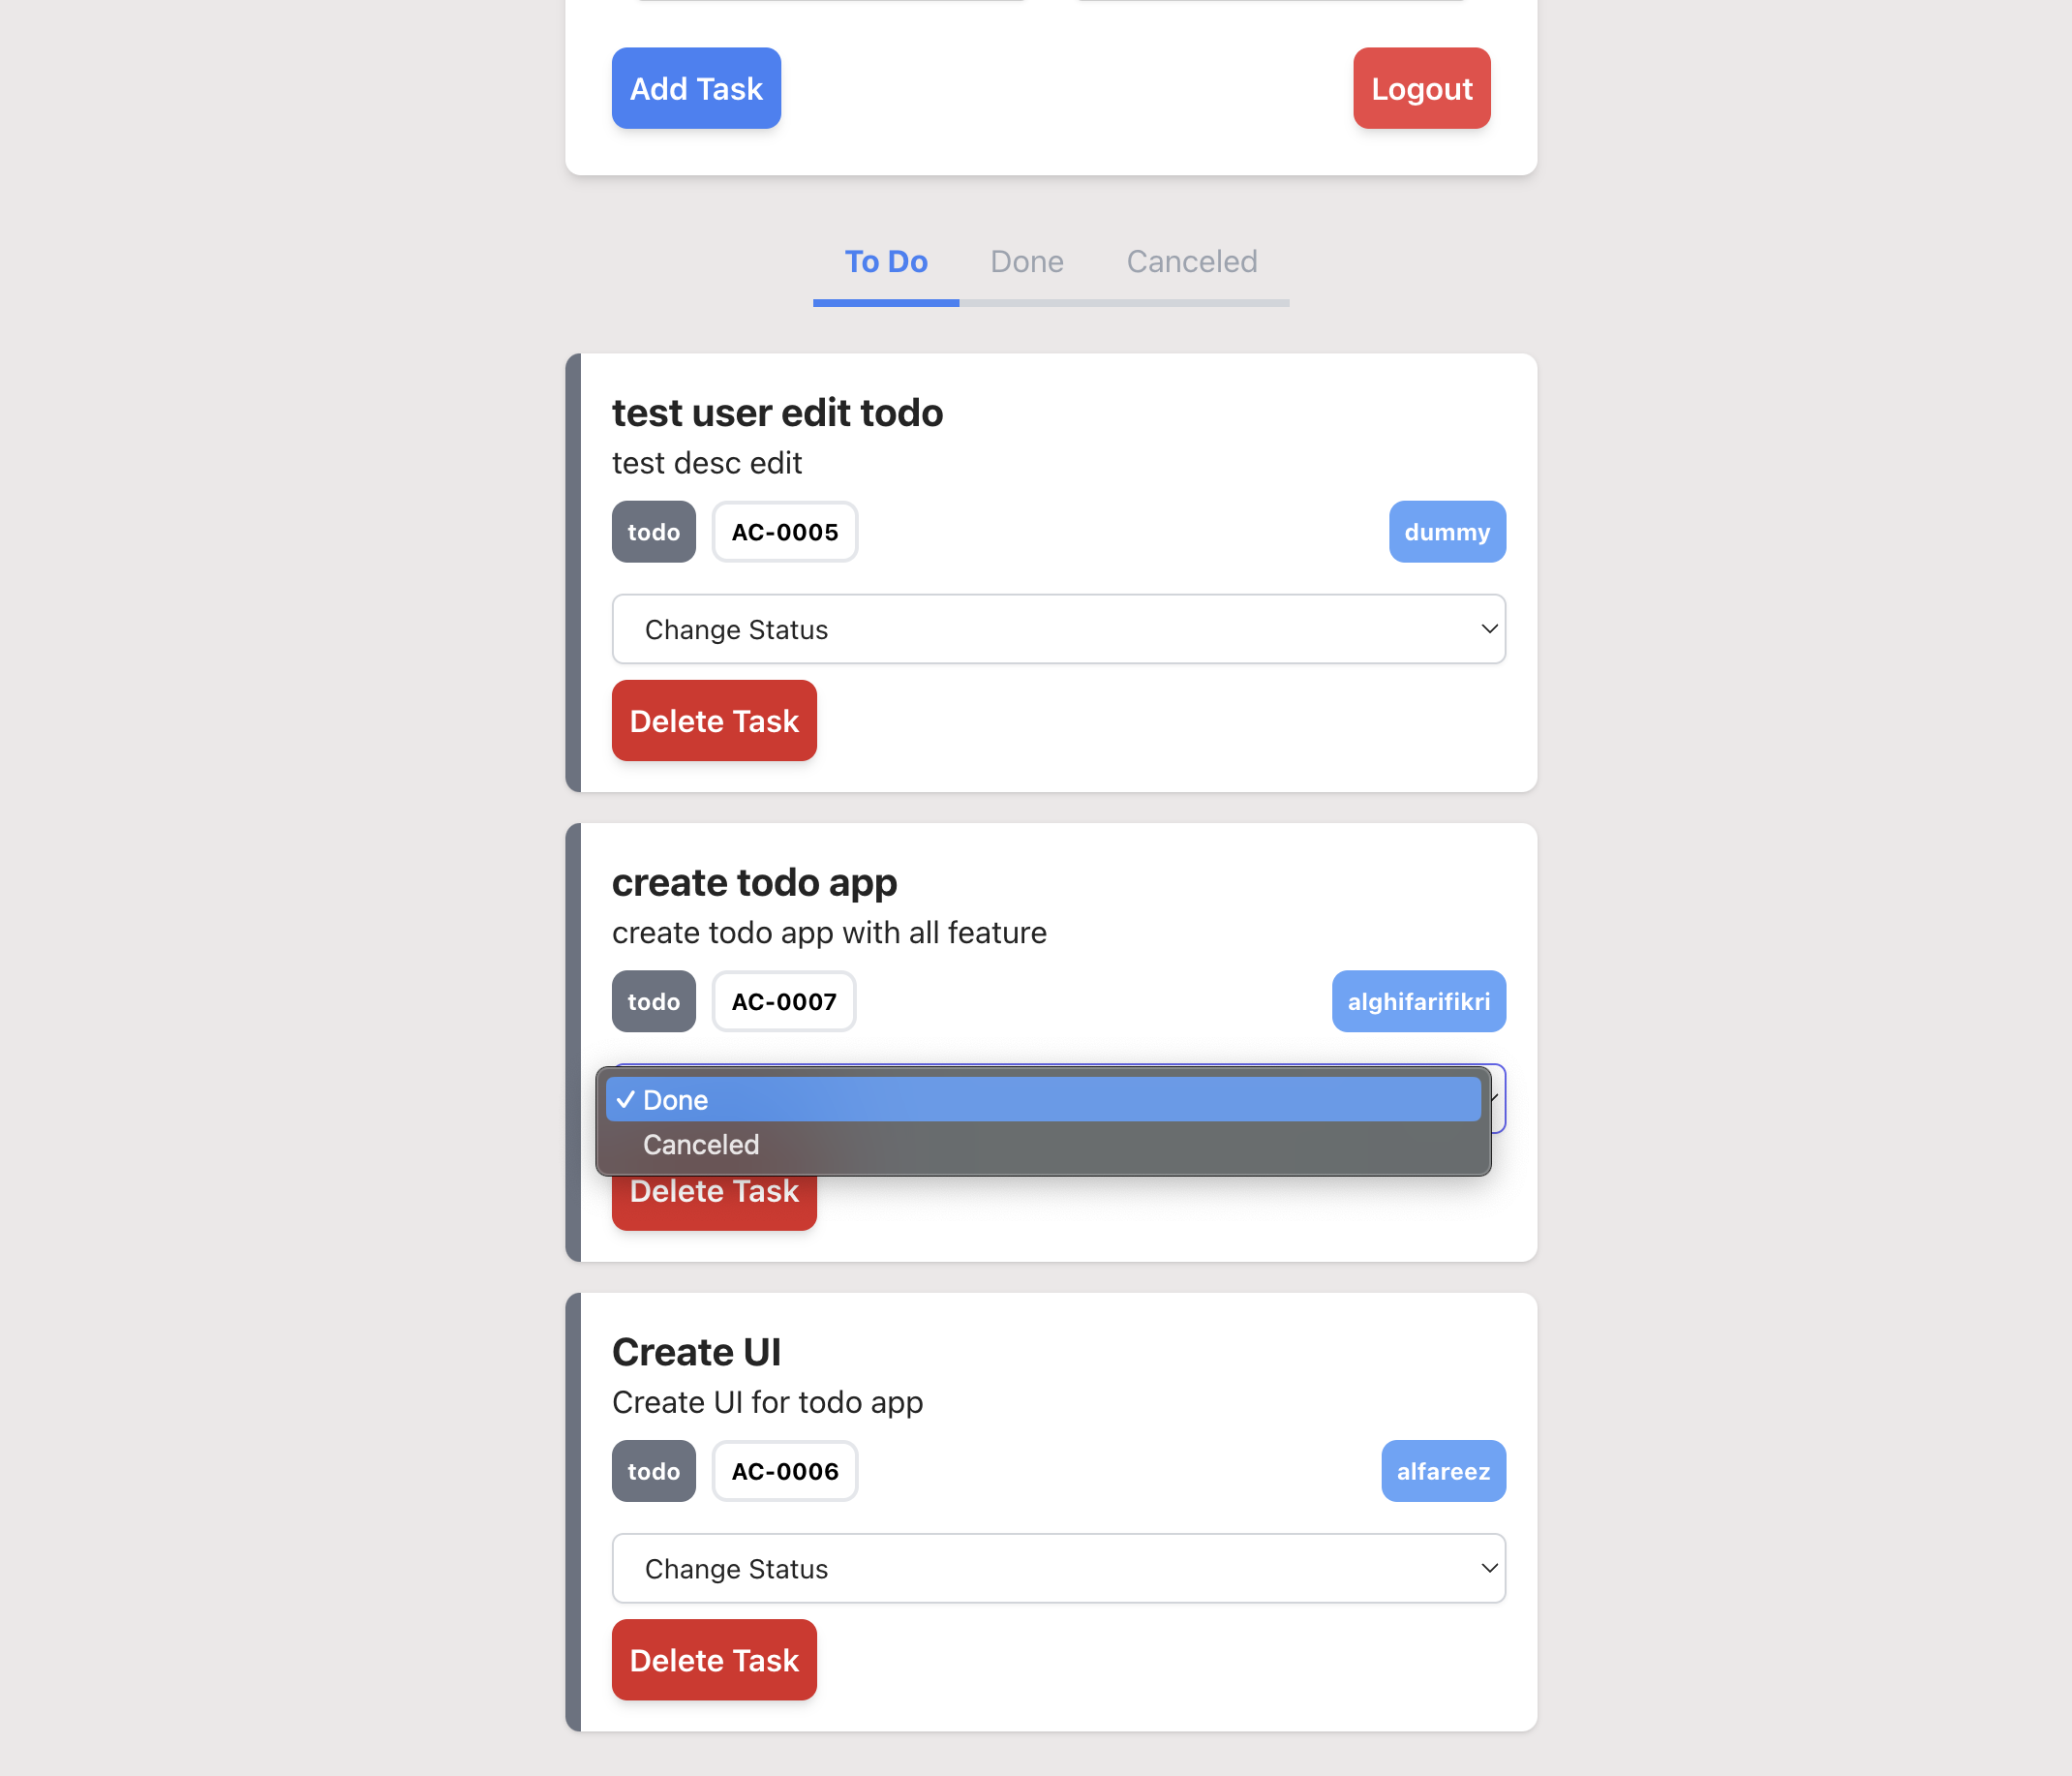 Add Task
Logout
To Do
Done
Canceled
test user edit todo
test desc edit
todo
AC-0005
dummy
Change Status
Delete Task
create todo app
create todo app with all feature
todo
AC-0007
alghifarifikri
Done
Canceled
Delete Task
Create UI
Create UI for todo app
todo
AC-0006
alfareez
Change Status
Delete Task